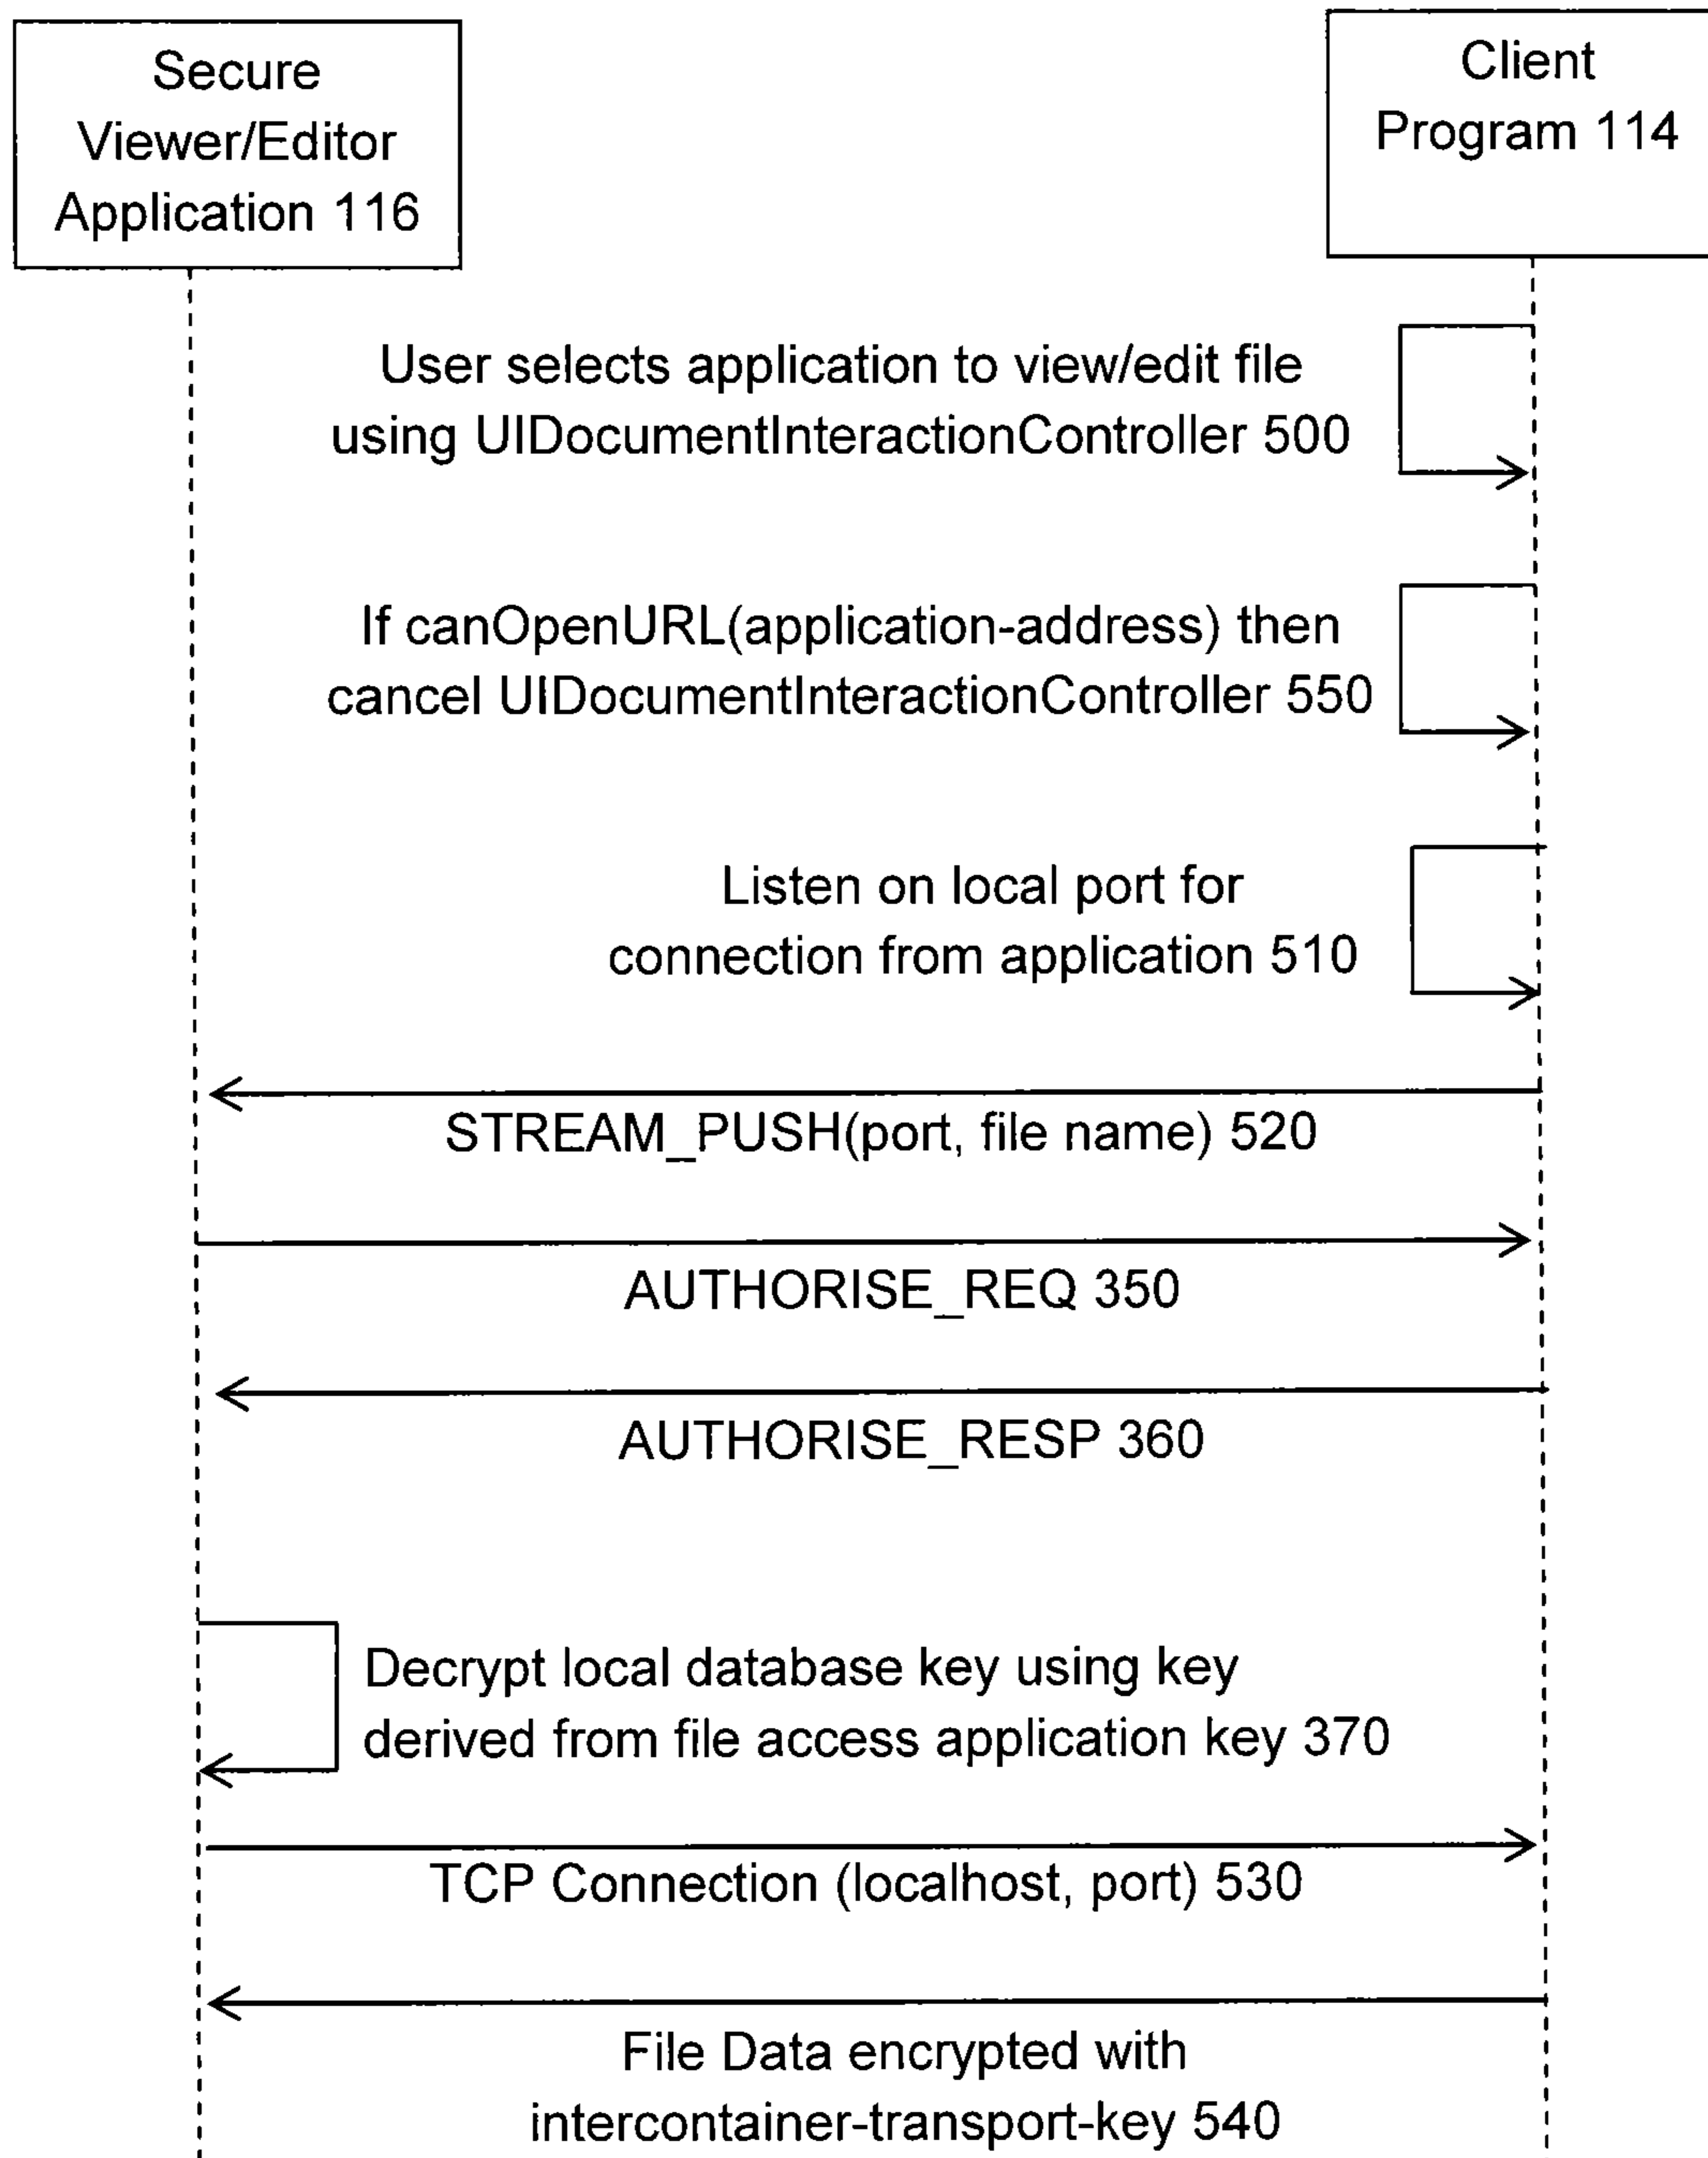 Secure
Viewer/Editor
Application 116
Client
Program 114
User selects application to view/edit file
using UIDocumentInteractionController 500
If canOpenURL(application-address) then
cancel UIDocumentInteractionController 550
Listen on local port for
connection from application 510
STREAM_PUSH(port, file name) 520
AUTHORISE_REQ 350
AUTHORISE_RESP 360
Decrypt local database key using key
derived from file access application key 370
TCP Connection (localhost, port) 530
File Data encrypted with
intercontainer-transport-key 540